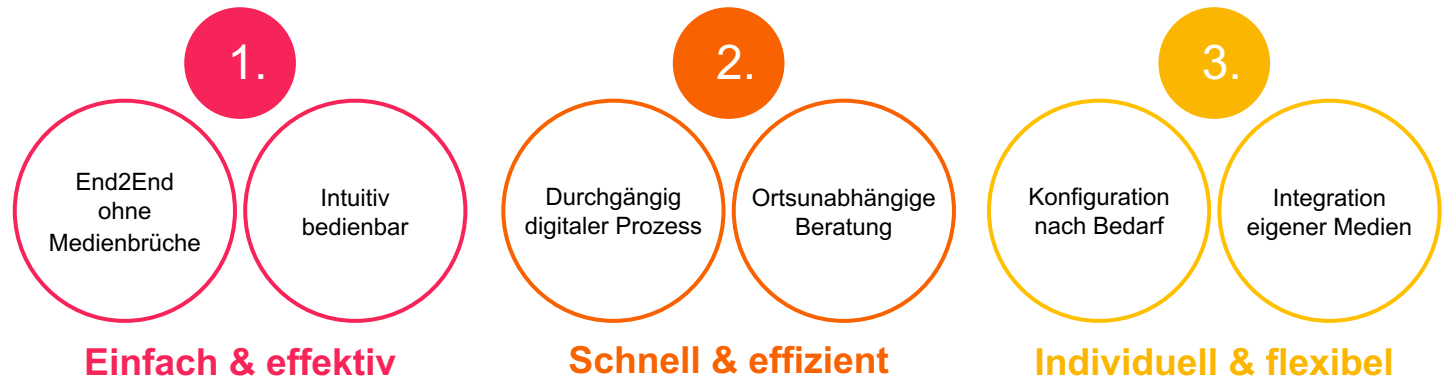 1.
End2End
ohne
Medienbrüche
Intuitiv
bedienbar
Einfach & effektiv
2.
Durchgängig
digitaler Prozess
Ortsunabhängige
Beratung
Schnell & effizient
3.
Konfiguration
nach Bedarf
Integration
eigener Medien
Individuell & flexibel